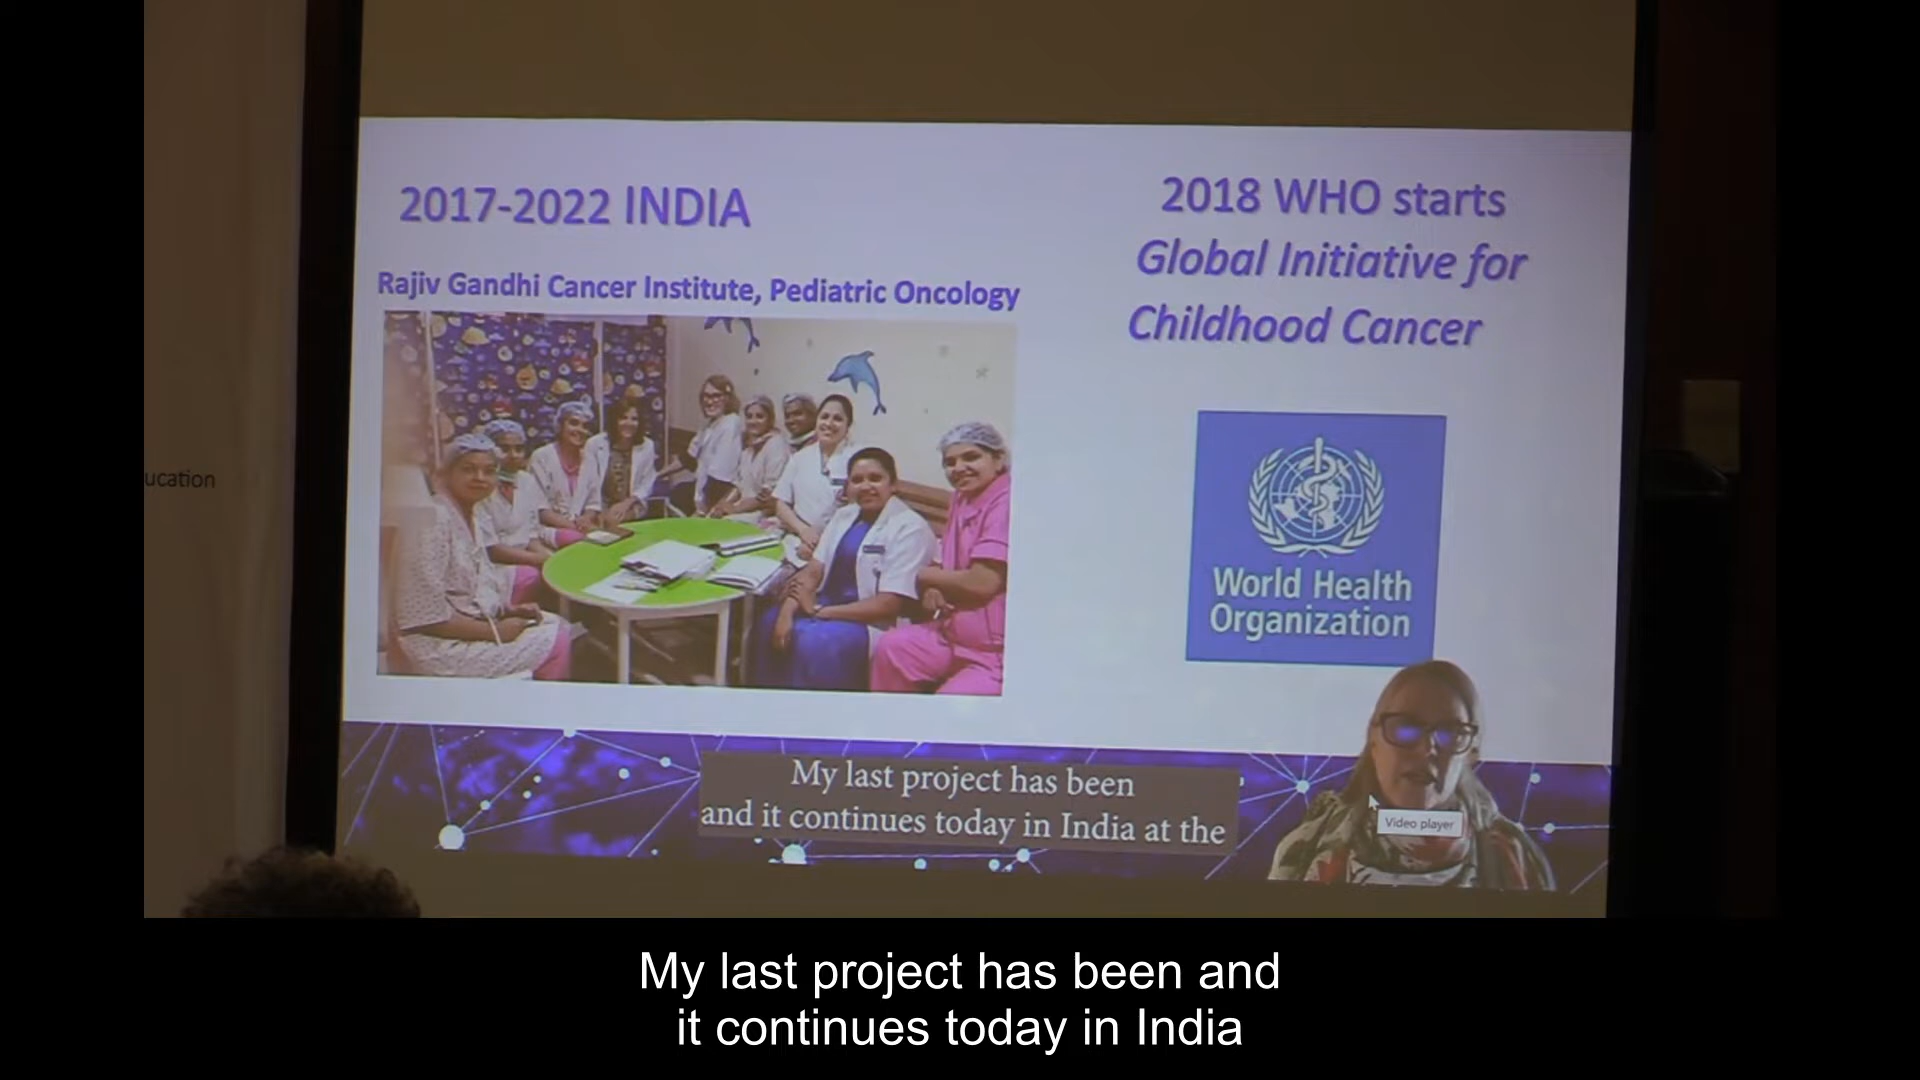 2017-2022 INDIA
Rajiv Gandhi Cancer Institute, Pediatric Oncology
2018 WHO starts
Global Initiative for
Childhood Cancer
World Health
Organization
ucation
My last project has been
and it continues today in India at the
Video player
My last project has been and
it continues today in India